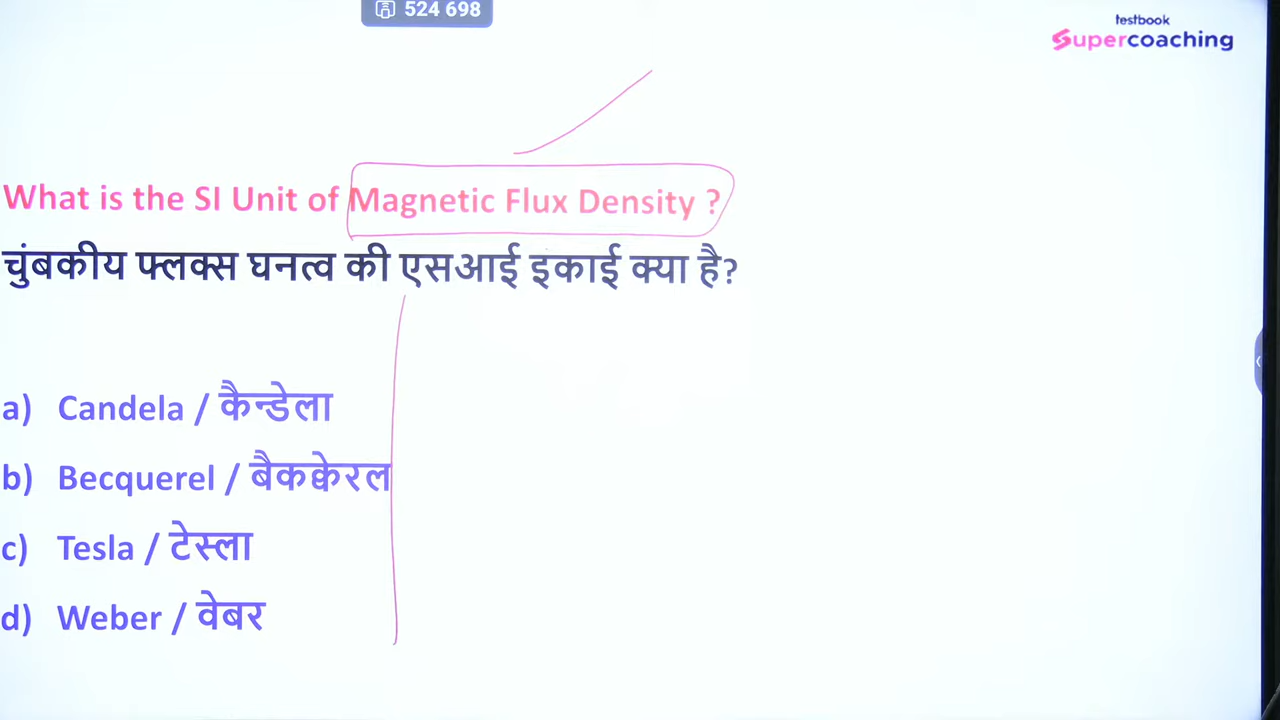 524 698
testbook
Supercoaching
What is the SI Unit of Magnetic Flux Density ?
चुंबकीय फ्लक्स घनत्व की एसआई इकाई क्या है?
a) Candela / कैन्डेला
b) Becquerel / बैकक्वेरल
c) Tesla / टेस्ला
d) Weber / वेबर